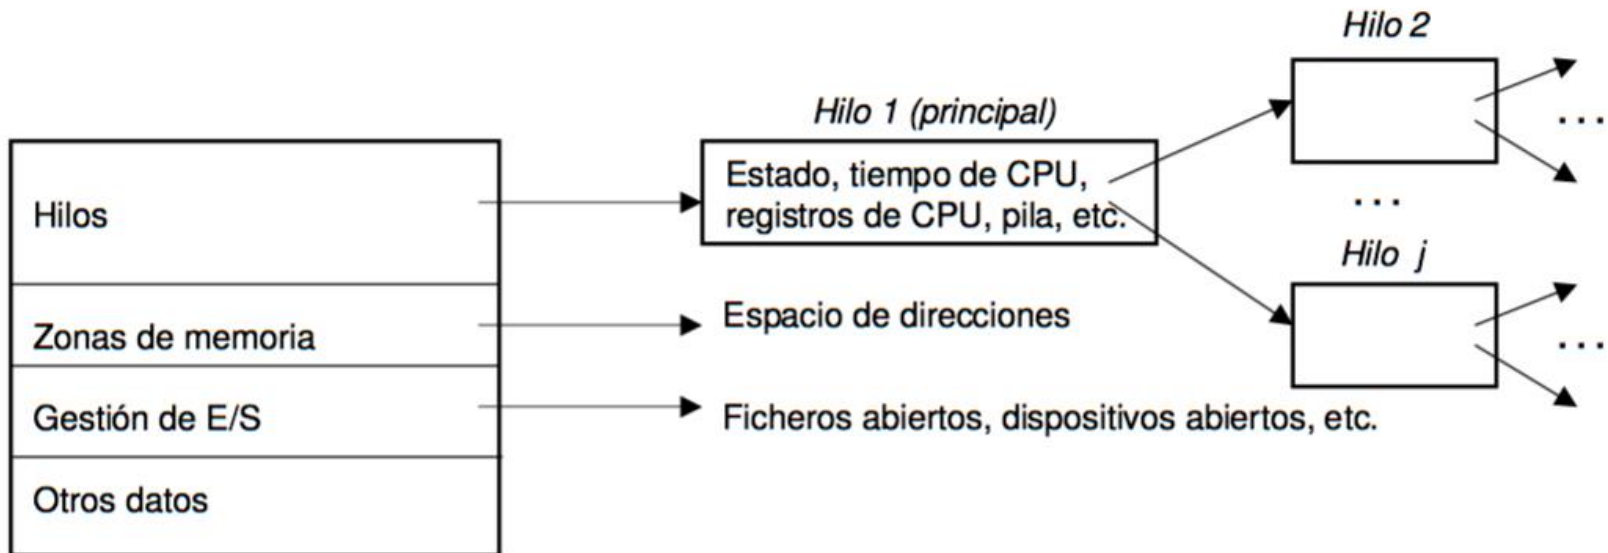 Hilo 2
Hilo 1 (principal)
Hilos
Estado, tiempo de CPU,
registros de CPU, pila, etc.
...
...
Hilo j
Zonas de memoria
Espacio de direcciones
...
Gestión de E/S
Ficheros abiertos, dispositivos abiertos, etc.
Otros datos